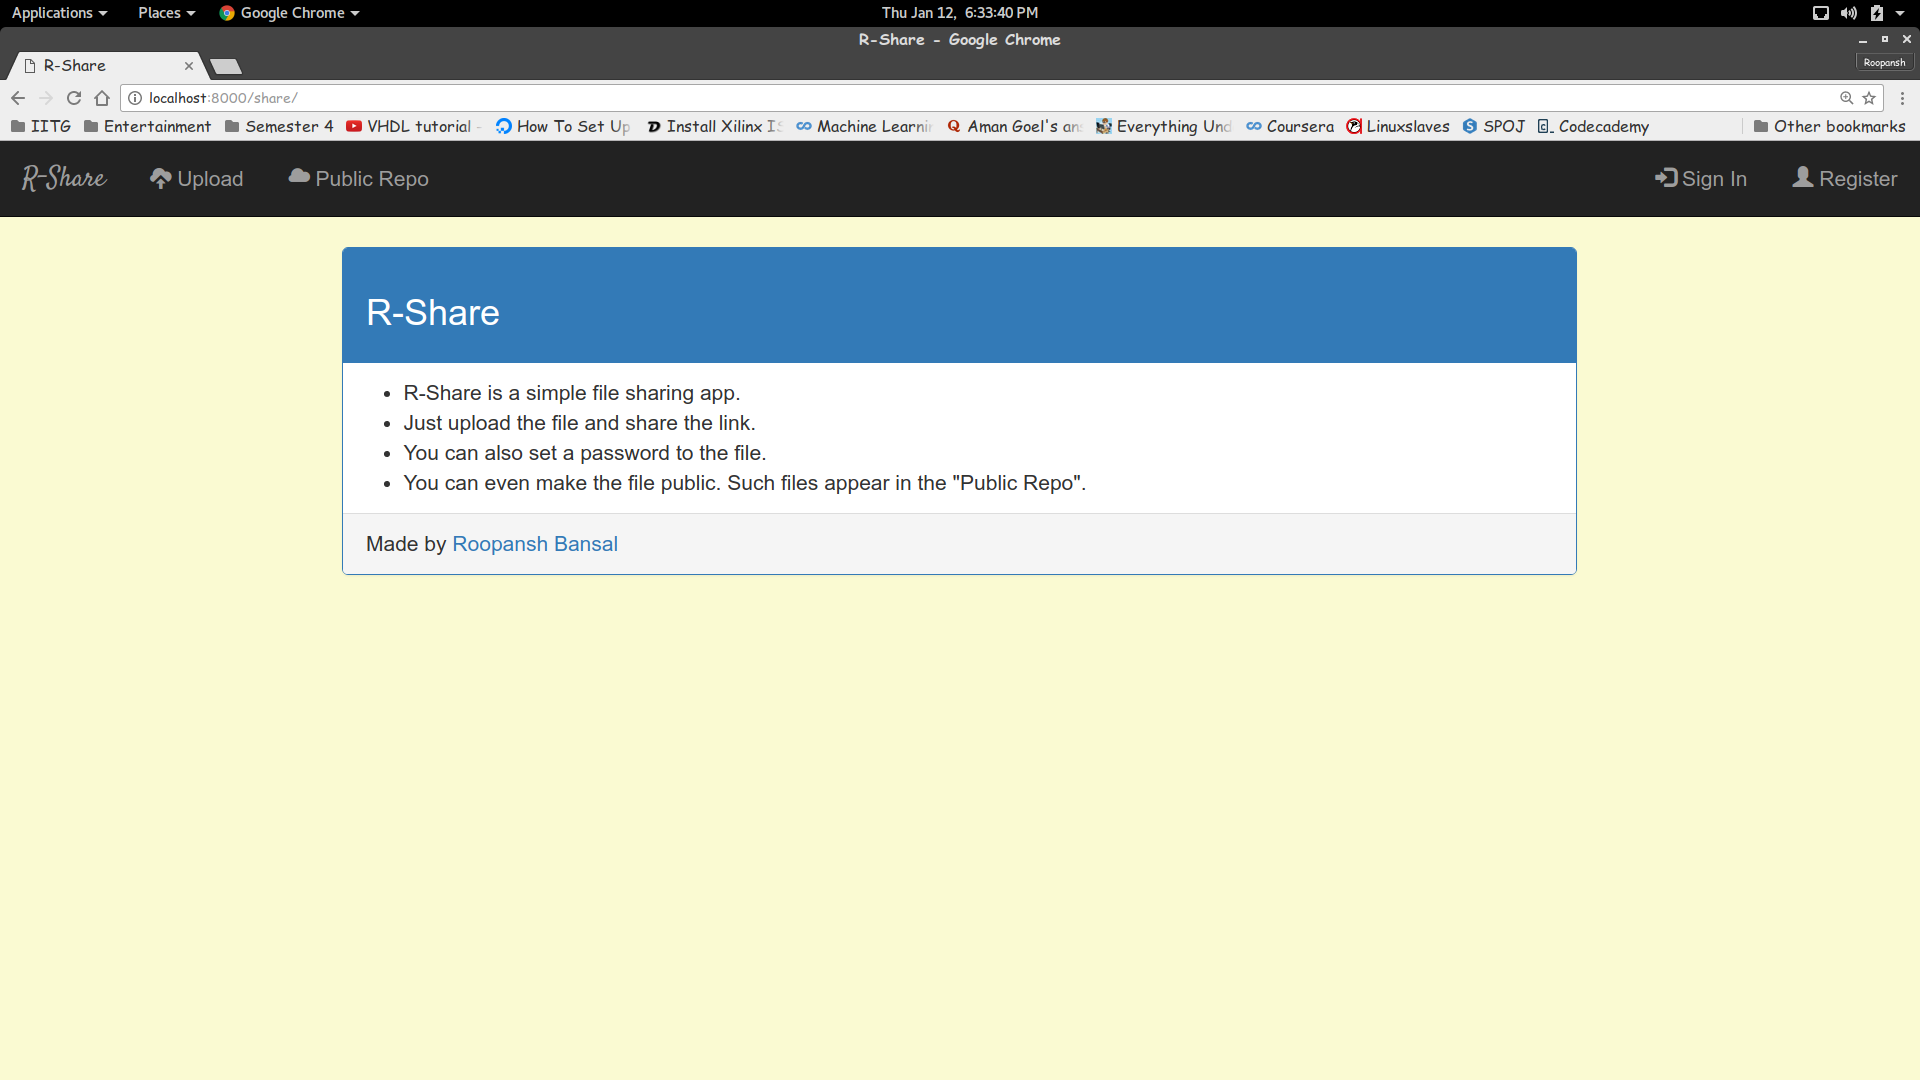 Applications Places Google Chrome Thu Jan 12, 6:33:40 PM
R-Share - Google Chrome
R-Share Roopansh
localhost:8000/share/
IITG Entertainment Semester 4 VHDL tutorial - How To Set Up Install Xilinx IS Machine Learnin Aman Goel's ans Everything Und Coursera Linuxslaves SPOJ Codecademy Other bookmarks
R-Share Upload Public Repo Sign In Register
R-Share
• R-Share is a simple file sharing app.
• Just upload the file and share the link.
• You can also set a password to the file.
• You can even make the file public. Such files appear in the "Public Repo".
Made by Roopansh Bansal